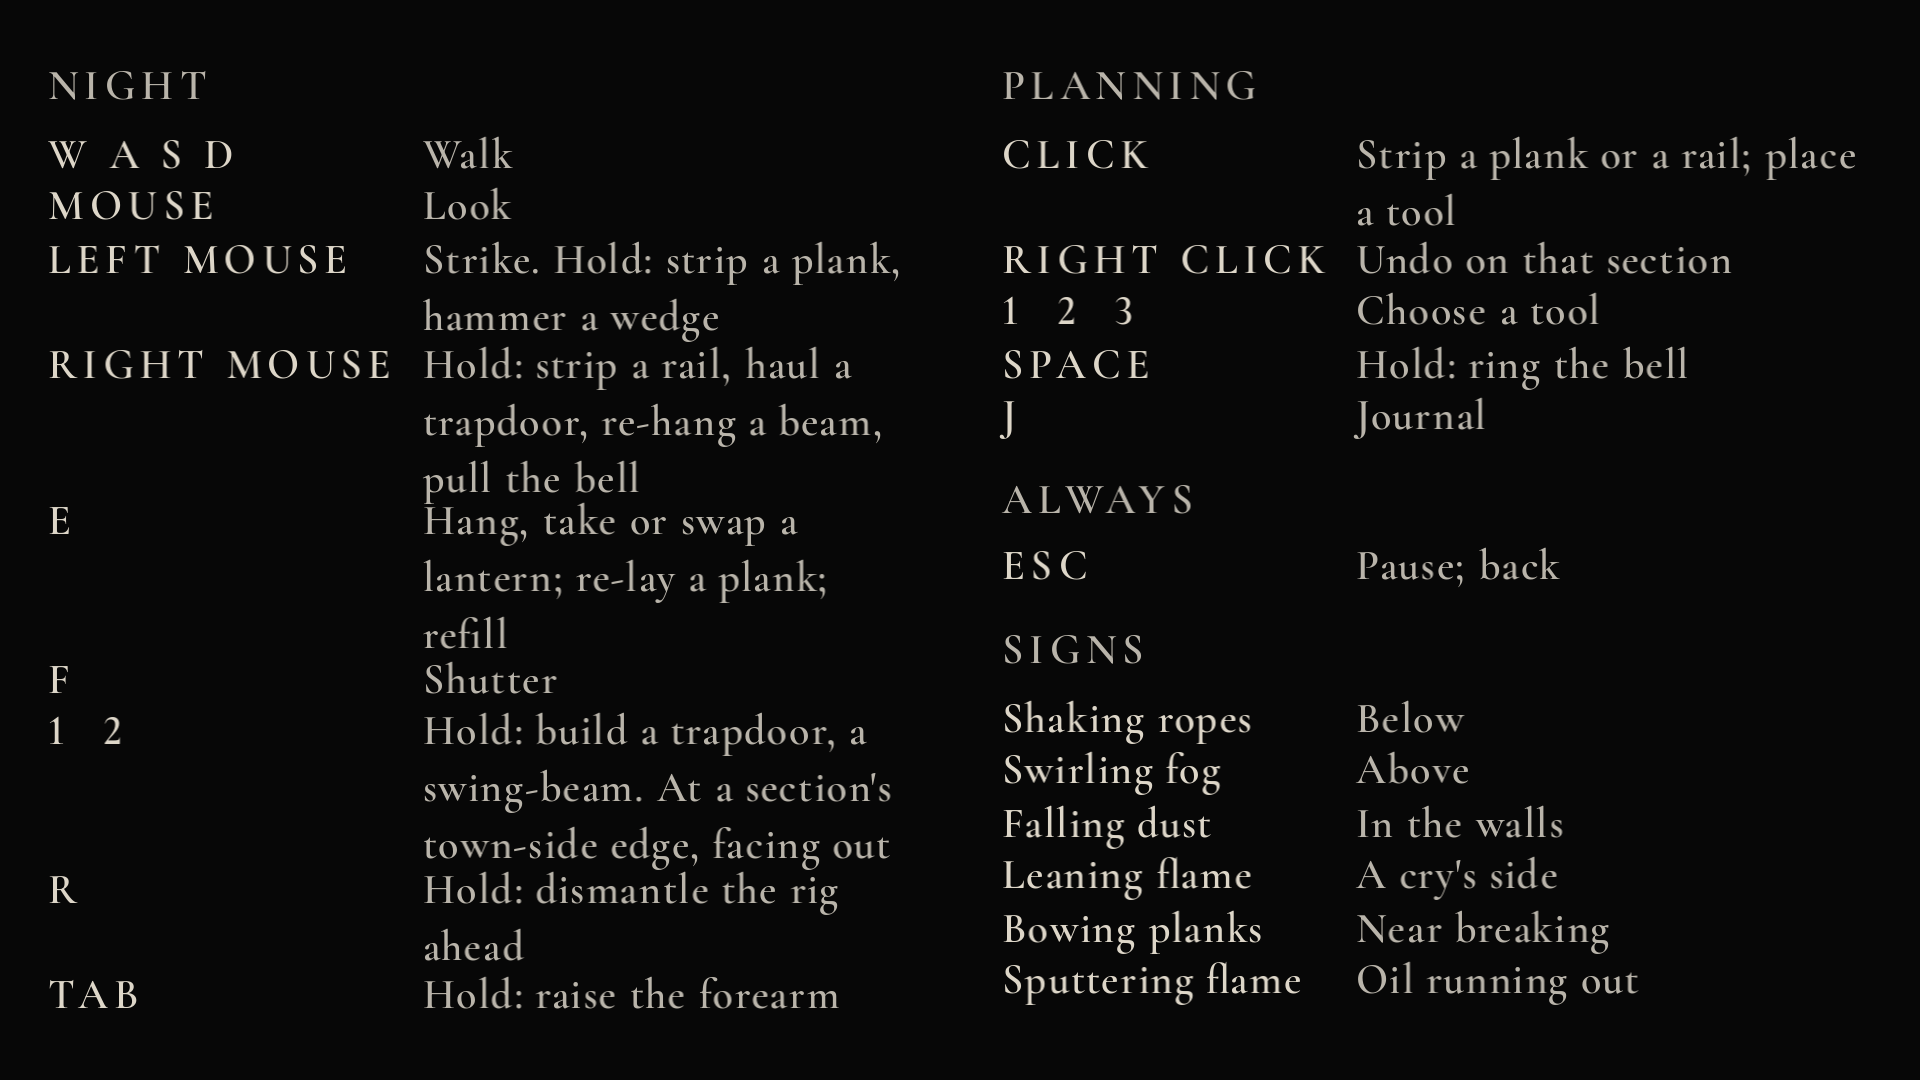 NIGHT
W A S D Walk
MOUSE Look
LEFT MOUSE Strike. Hold: strip a plank,
hammer a wedge
RIGHT MOUSE Hold: strip a rail, haul a
trapdoor, re-hang a beam,
pull the bell
E Hang, take or swap a
lantern; re-lay a plank;
refill
F Shutter
1 2 Hold: build a trapdoor, a
swing-beam. At a section's
town-side edge, facing out
R Hold: dismantle the rig
ahead
TAB Hold: raise the forearm
PLANNING
CLICK Strip a plank or a rail; place
a tool
RIGHT CLICK Undo on that section
1 2 3 Choose a tool
SPACE Hold: ring the bell
J Journal
ALWAYS
ESC Pause; back
SIGNS
Shaking ropes Below
Swirling fog Above
Falling dust In the walls
Leaning flame A cry's side
Bowing planks Near breaking
Sputtering flame Oil running out